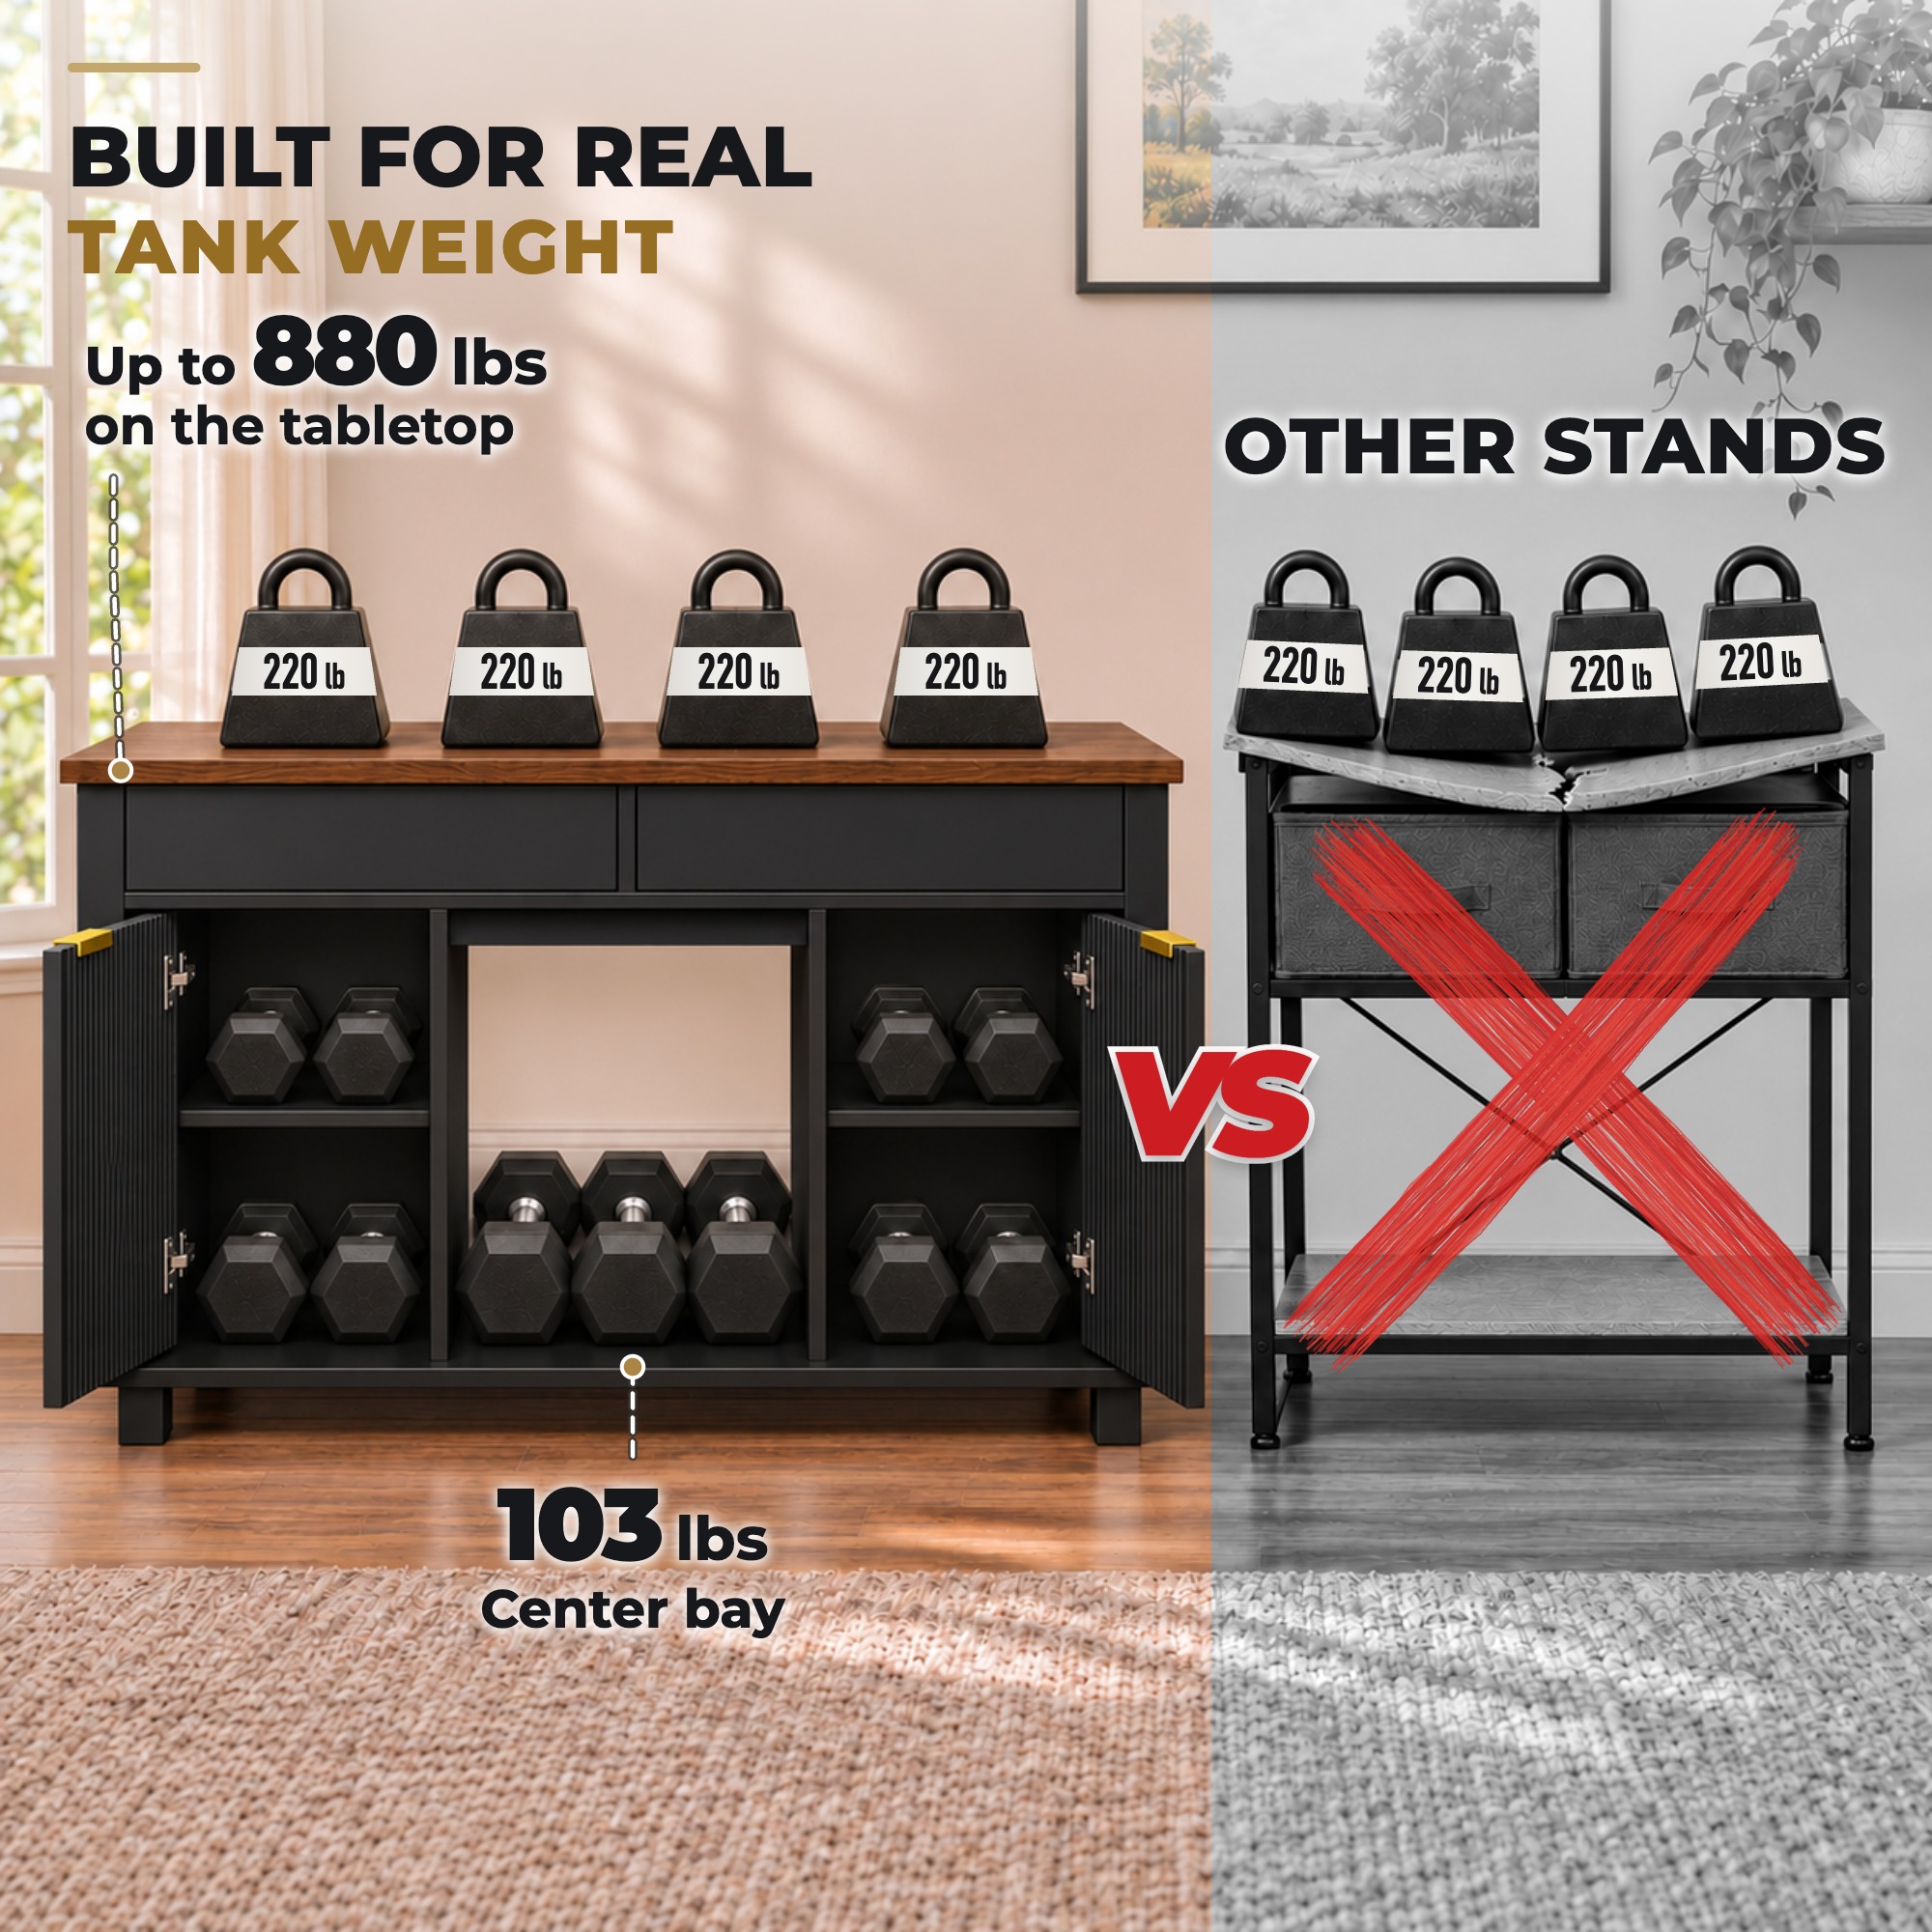 BUILT FOR REAL
TANK WEIGHT
Up to 880 lbs
on the tabletop
OTHER STANDS
220 lb
220 lb
220 lb
220 lb
220 lb
220 lb
220 lb
220 lb
VS
103 lbs
Center bay